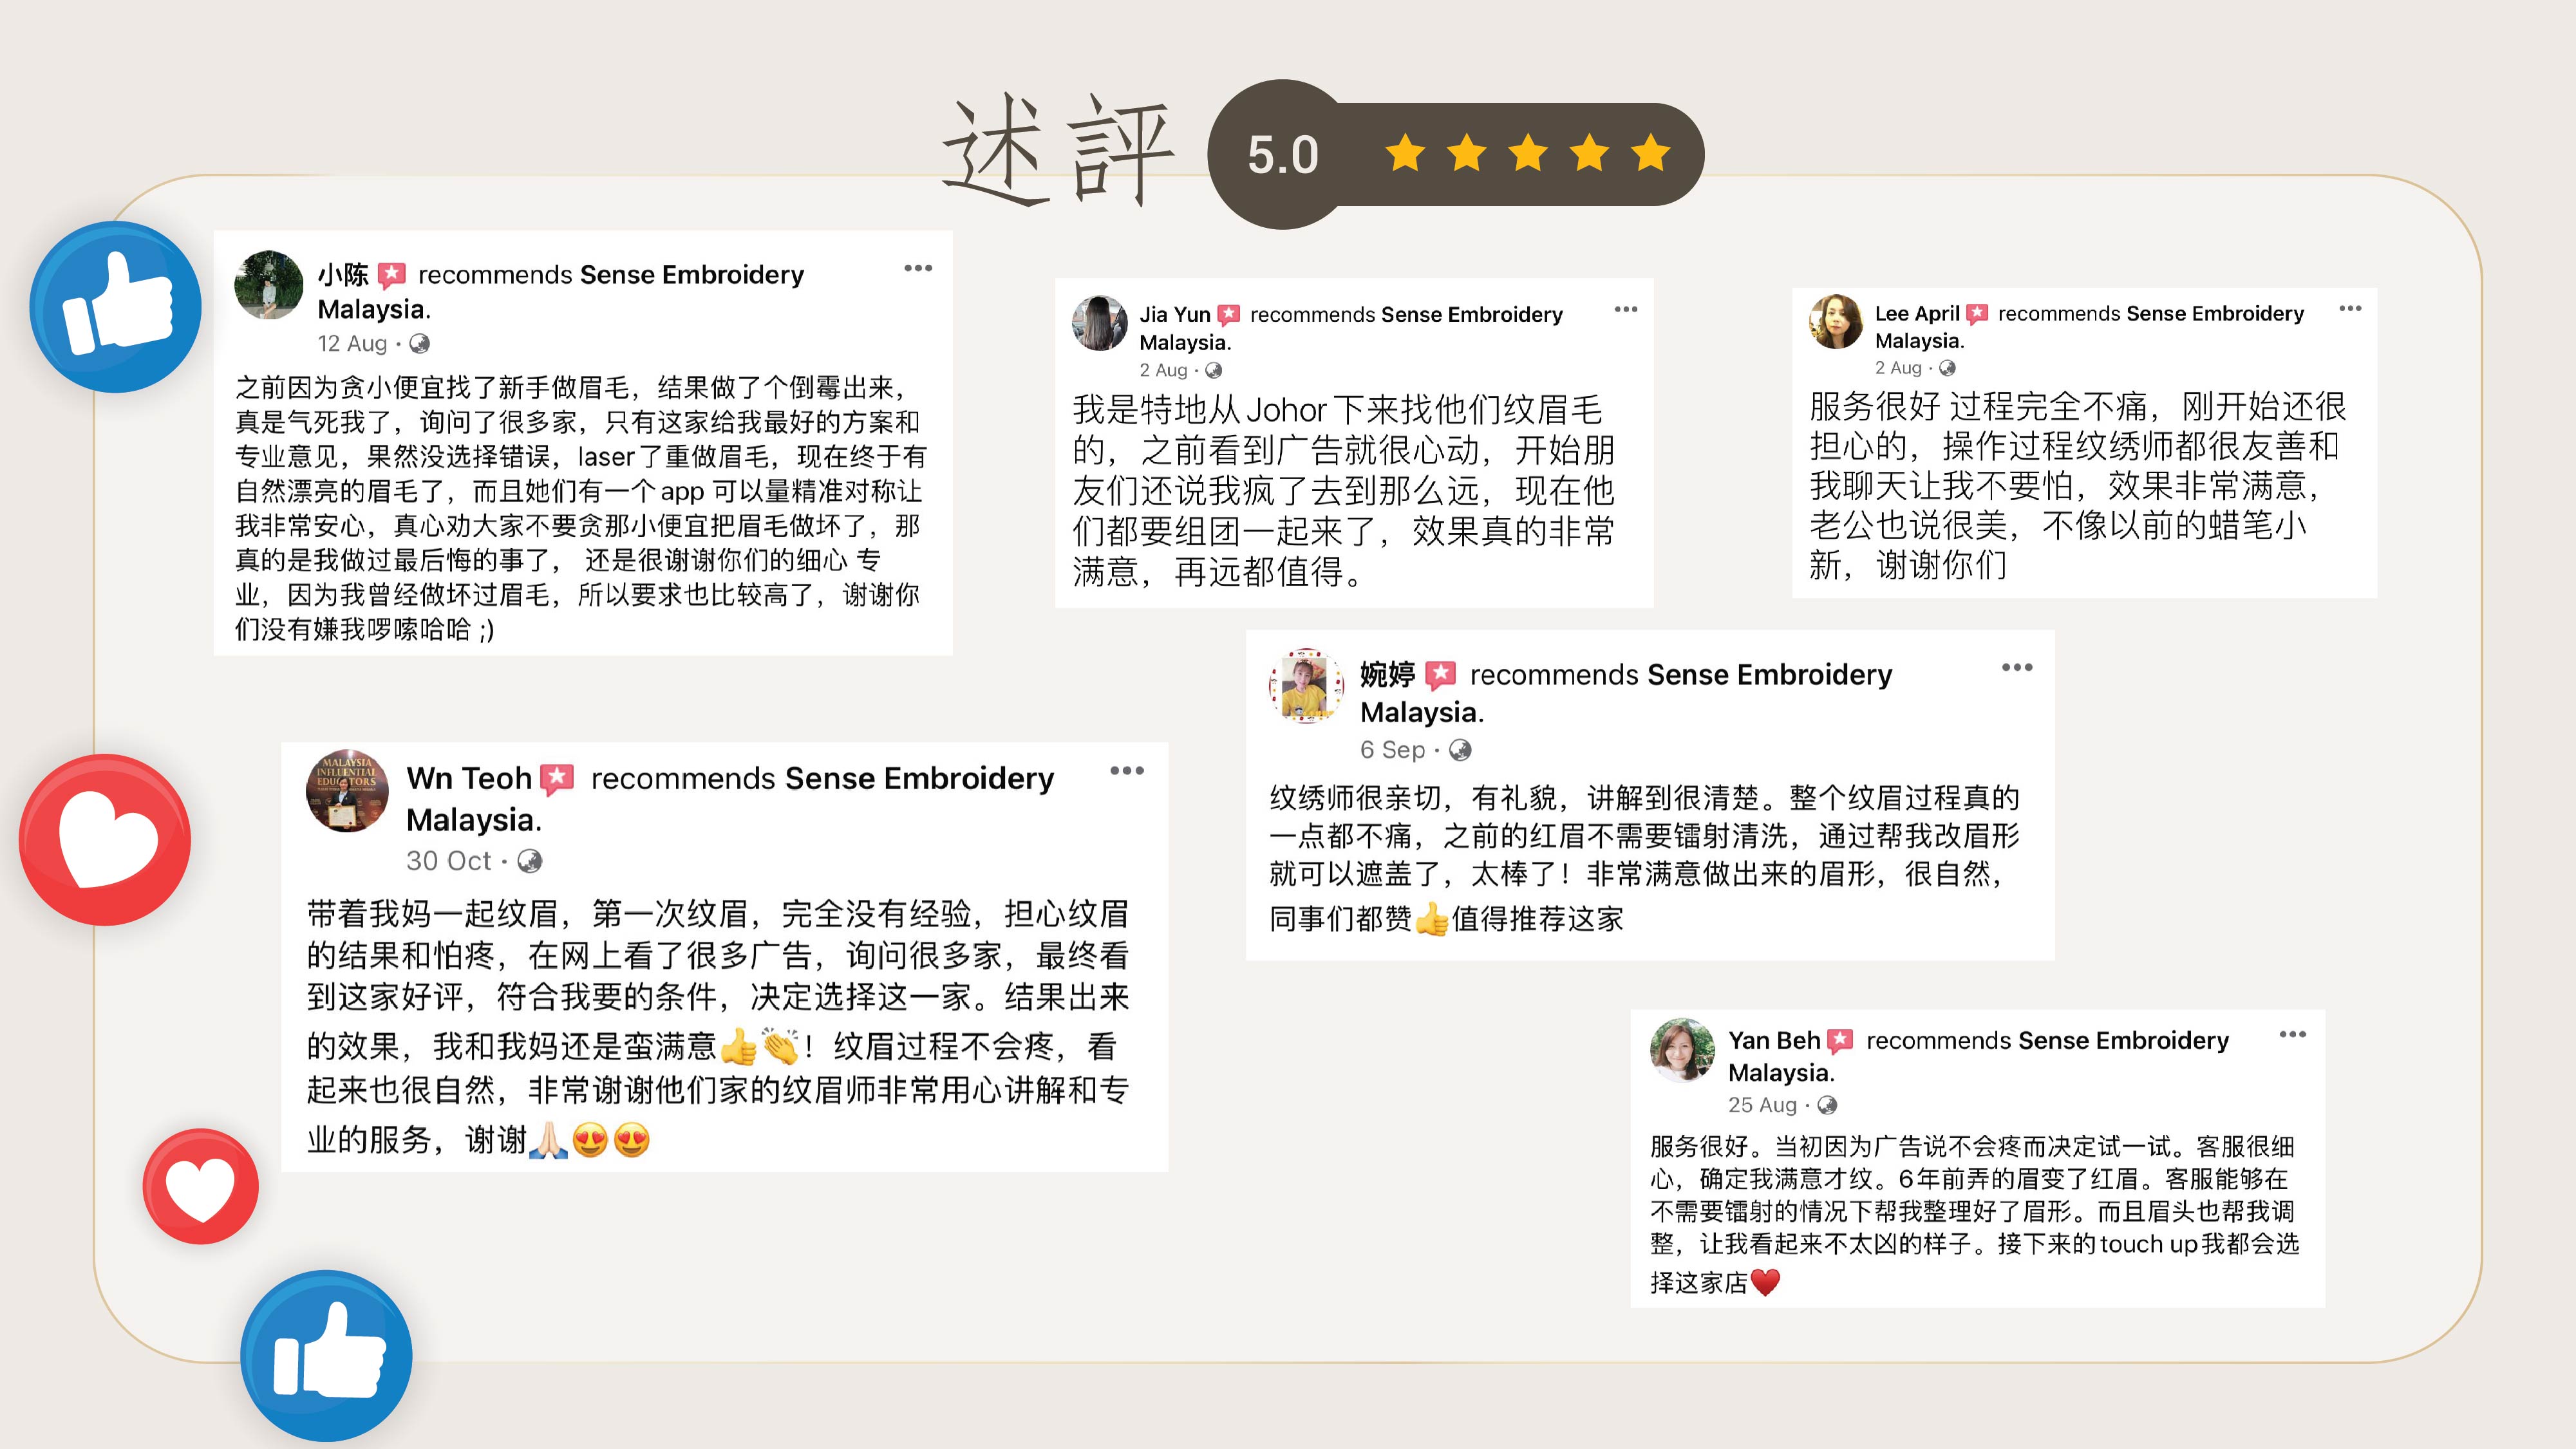 述評
5.0
小陈 recommends Sense Embroidery
Malaysia.
12 Aug ·
之前因为贪小便宜找了新手做眉毛，结果做了个倒霉出来，
真是气死我了，询问了很多家，只有这家给我最好的方案和
专业意见，果然没选择错误，laser了重做眉毛，现在终于有
自然漂亮的眉毛了，而且她们有一个app 可以量精准对称让
我非常安心，真心劝大家不要贪那小便宜把眉毛做坏了，那
真的是我做过最后悔的事了， 还是很谢谢你们的细心 专
业，因为我曾经做坏过眉毛，所以要求也比较高了，谢谢你
们没有嫌我啰嗦哈哈 ;)
Jia Yun recommends Sense Embroidery
Malaysia.
2 Aug ·
我是特地从Johor下来找他们纹眉毛
的，之前看到广告就很心动，开始朋
友们还说我疯了去到那么远，现在他
们都要组团一起来了，效果真的非常
满意，再远都值得。
Lee April recommends Sense Embroidery
Malaysia.
2 Aug ·
服务很好 过程完全不痛，刚开始还很
担心的，操作过程纹绣师都很友善和
我聊天让我不要怕，效果非常满意，
老公也说很美，不像以前的蜡笔小
新，谢谢你们
婉婷 recommends Sense Embroidery
Malaysia.
6 Sep ·
纹绣师很亲切，有礼貌，讲解到很清楚。整个纹眉过程真的
一点都不痛，之前的红眉不需要镭射清洗，通过帮我改眉形
就可以遮盖了，太棒了！非常满意做出来的眉形，很自然，
同事们都赞👍值得推荐这家
Wn Teoh recommends Sense Embroidery
Malaysia.
30 Oct ·
带着我妈一起纹眉，第一次纹眉，完全没有经验，担心纹眉
的结果和怕疼，在网上看了很多广告，询问很多家，最终看
到这家好评，符合我要的条件，决定选择这一家。结果出来
的效果，我和我妈还是蛮满意👍👏！纹眉过程不会疼，看
起来也很自然，非常谢谢他们家的纹眉师非常用心讲解和专
业的服务，谢谢🙏🏻😍😍
MALAYSIA
INFLUENTIAL
EDUCATORS
Yan Beh recommends Sense Embroidery
Malaysia.
25 Aug ·
服务很好。当初因为广告说不会疼而决定试一试。客服很细
心，确定我满意才纹。6年前弄的眉变了红眉。客服能够在
不需要镭射的情况下帮我整理好了眉形。而且眉头也帮我调
整，让我看起来不太凶的样子。接下来的touch up我都会选
择这家店♥️